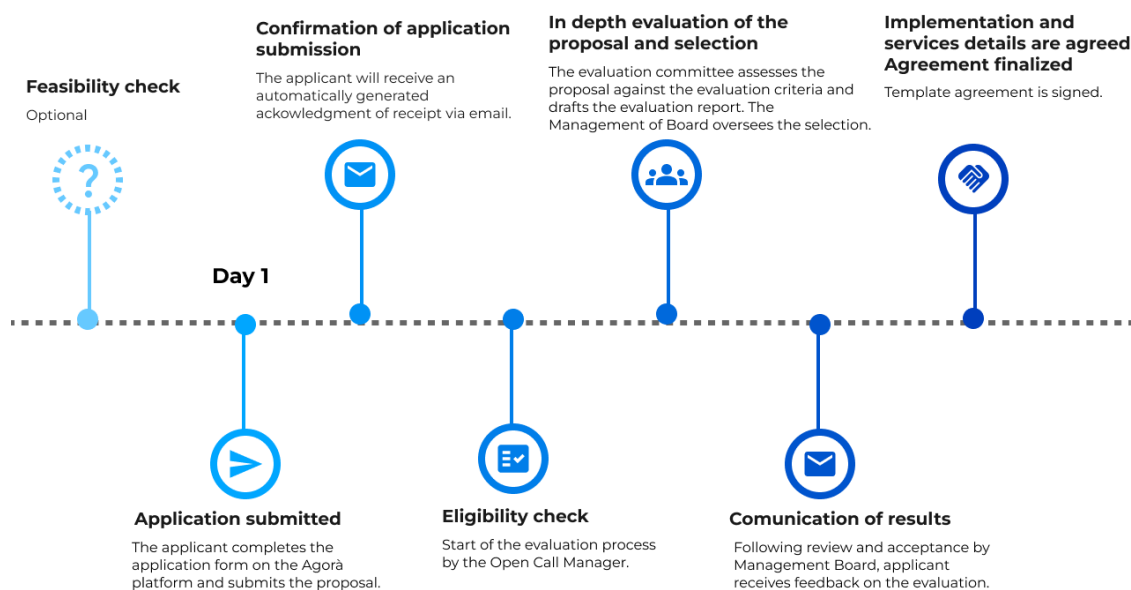 Feasibility check
Optional
Day 1
Application submitted
The applicant completes the
application form on the Agorà
platform and submits the proposal.
Confirmation of application
submission
The applicant will receive an
automatically generated
ackowledgment of receipt via email.
Eligibility check
Start of the evaluation process
by the Open Call Manager.
In depth evaluation of the
proposal and selection
The evaluation committee assesses the
proposal against the evaluation criteria and
drafts the evaluation report. The
Management of Board oversees the selection.
Comunication of results
Following review and acceptance by
Management Board, applicant
receives feedback on the evaluation.
Implementation and
services details are agreed
Agreement finalized
Template agreement is signed.